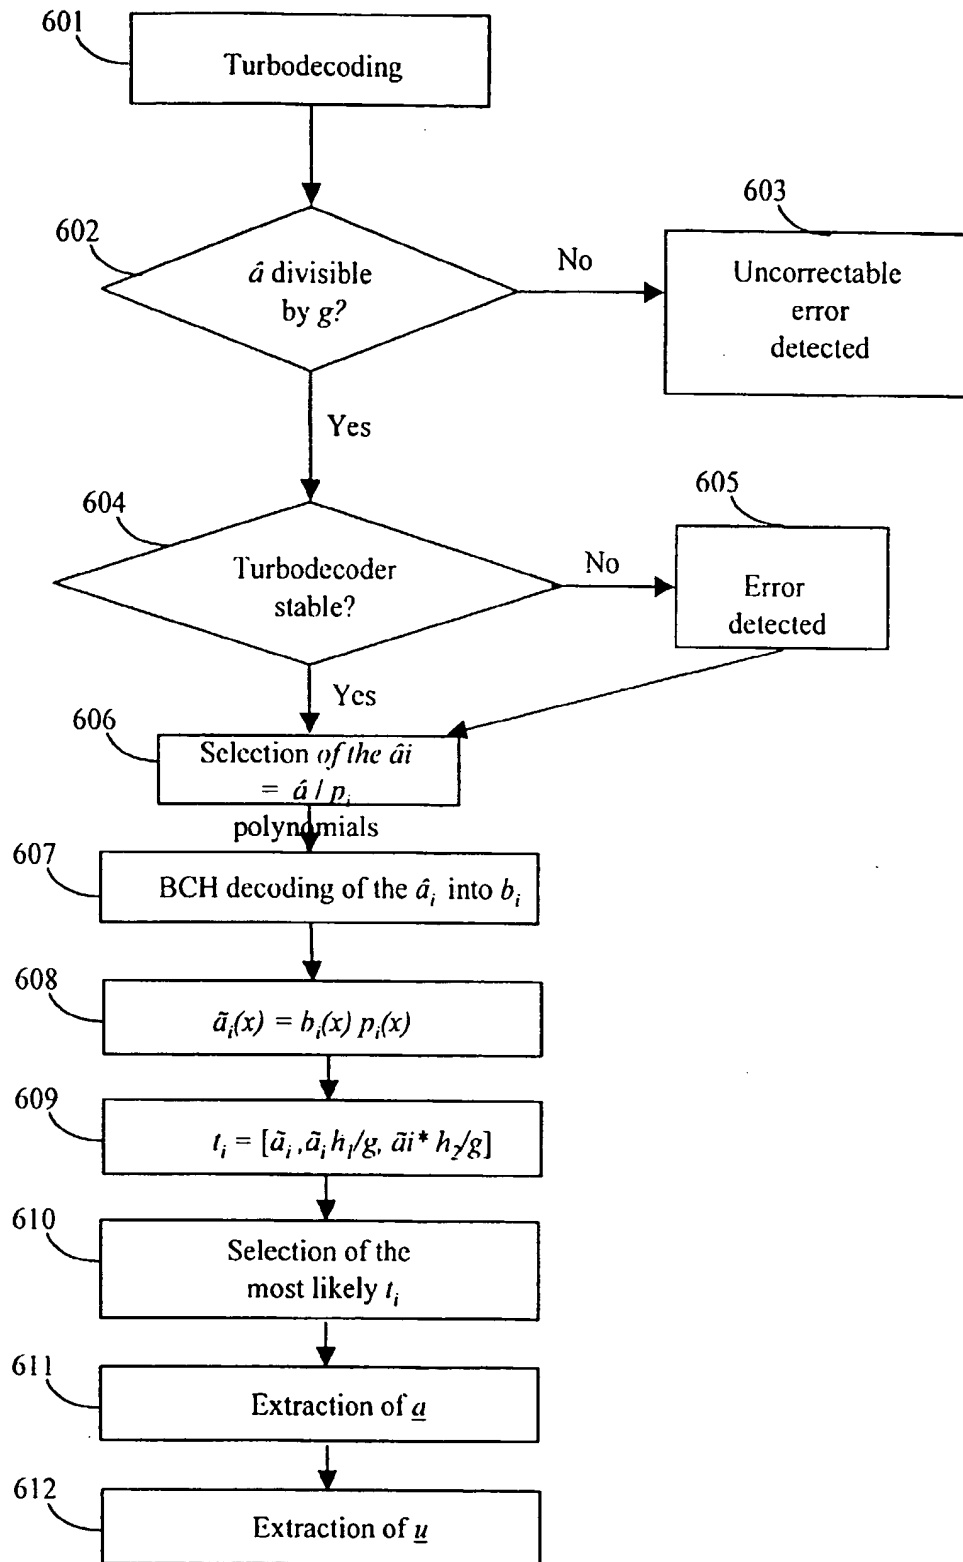 601
Turbodecoding
602
603
â divisible
by g?
No
Uncorrectable
error
detected
Yes
604
605
Turbodecoder
stable?
No
Error
detected
Yes
606
Selection of the âi
= â / pᵢ
polynomials
607
BCH decoding of the âᵢ into bᵢ
608
ãᵢ(x) = bᵢ(x) pᵢ(x)
609
tᵢ = [ãᵢ, ãᵢ h₁/g, ãi* h₂/g]
610
Selection of the
most likely tᵢ
611
Extraction of a
612
Extraction of u